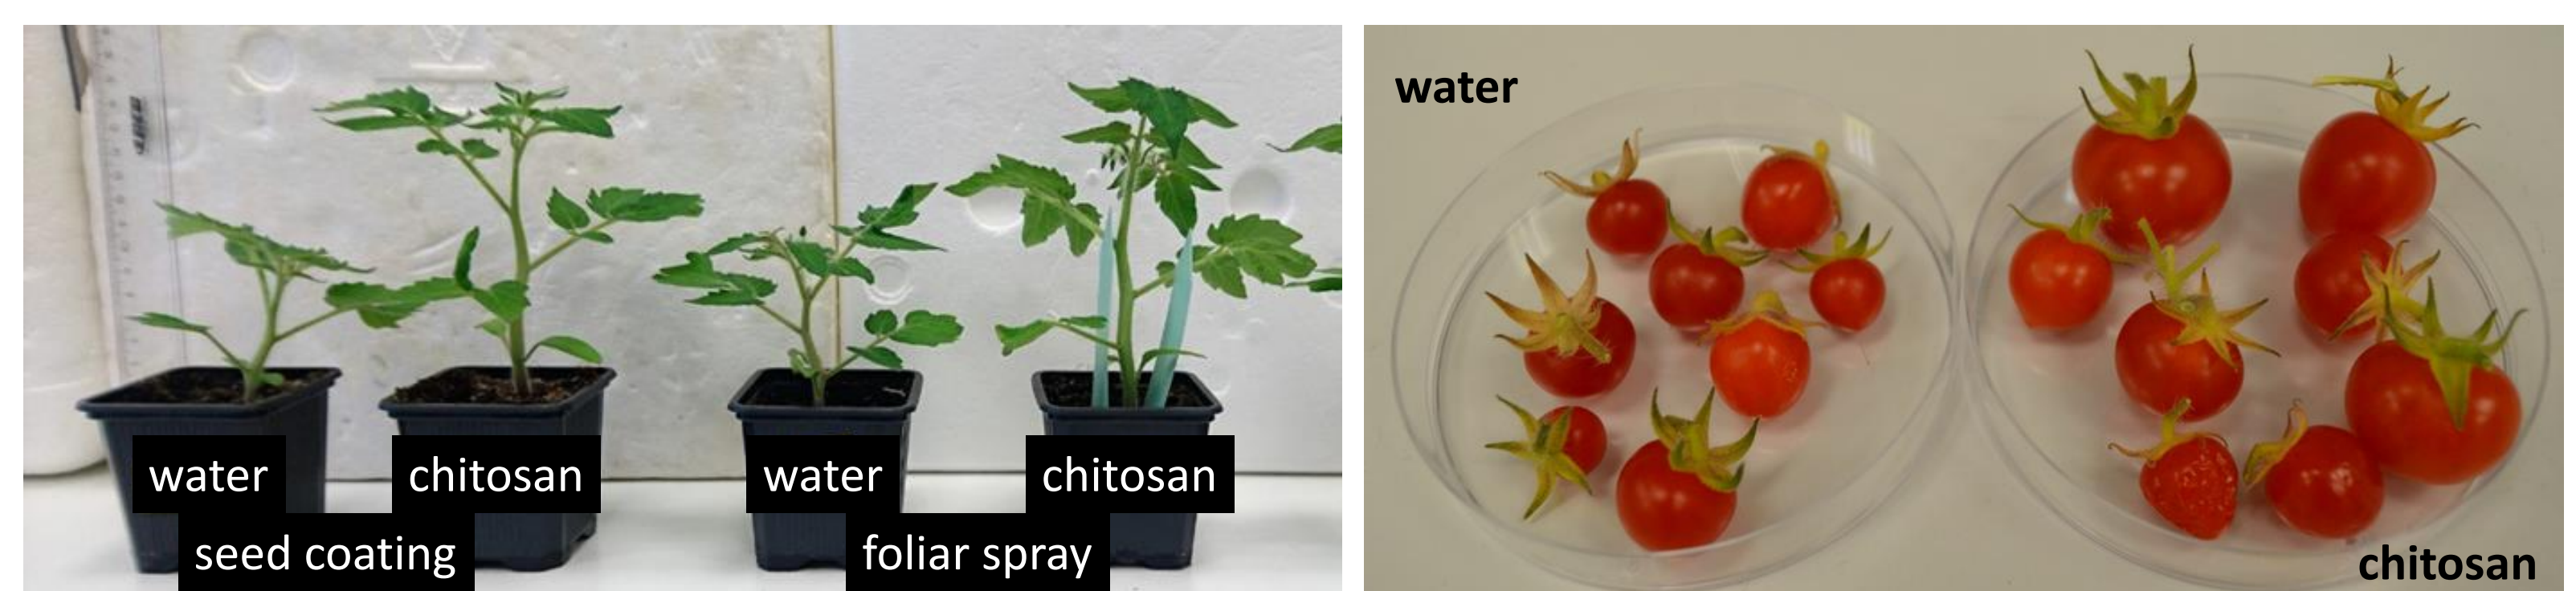 water
chitosan
water
chitosan
seed coating
foliar spray
water
chitosan